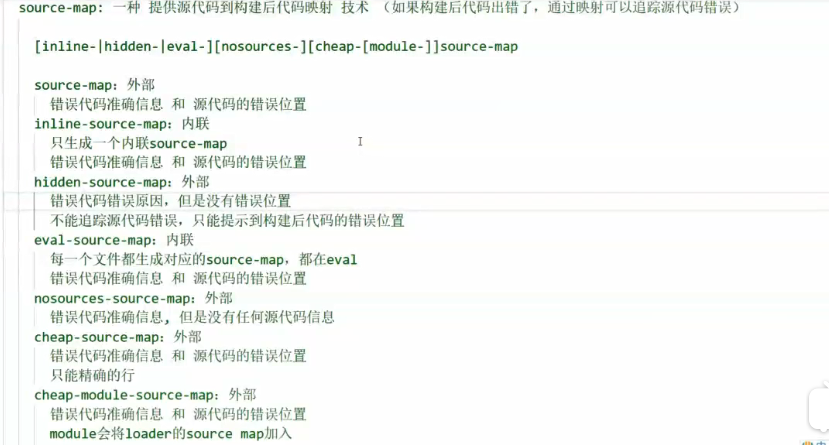 source-map: 一种 提供源代码到构建后代码映射 技术 （如果构建后代码出错了，通过映射可以追踪源代码错误）
[inline-|hidden-|eval-][nosources-][cheap-[module-]]source-map
source-map：外部
错误代码准确信息 和 源代码的错误位置
inline-source-map：内联
只生成一个内联source-map
错误代码准确信息 和 源代码的错误位置
hidden-source-map：外部
错误代码错误原因，但是没有错误位置
不能追踪源代码错误，只能提示到构建后代码的错误位置
eval-source-map：内联
每一个文件都生成对应的source-map，都在eval
错误代码准确信息 和 源代码的错误位置
nosources-source-map：外部
错误代码准确信息, 但是没有任何源代码信息
cheap-source-map：外部
错误代码准确信息 和 源代码的错误位置
只能精确的行
cheap-module-source-map：外部
错误代码准确信息 和 源代码的错误位置
module会将loader的source map加入